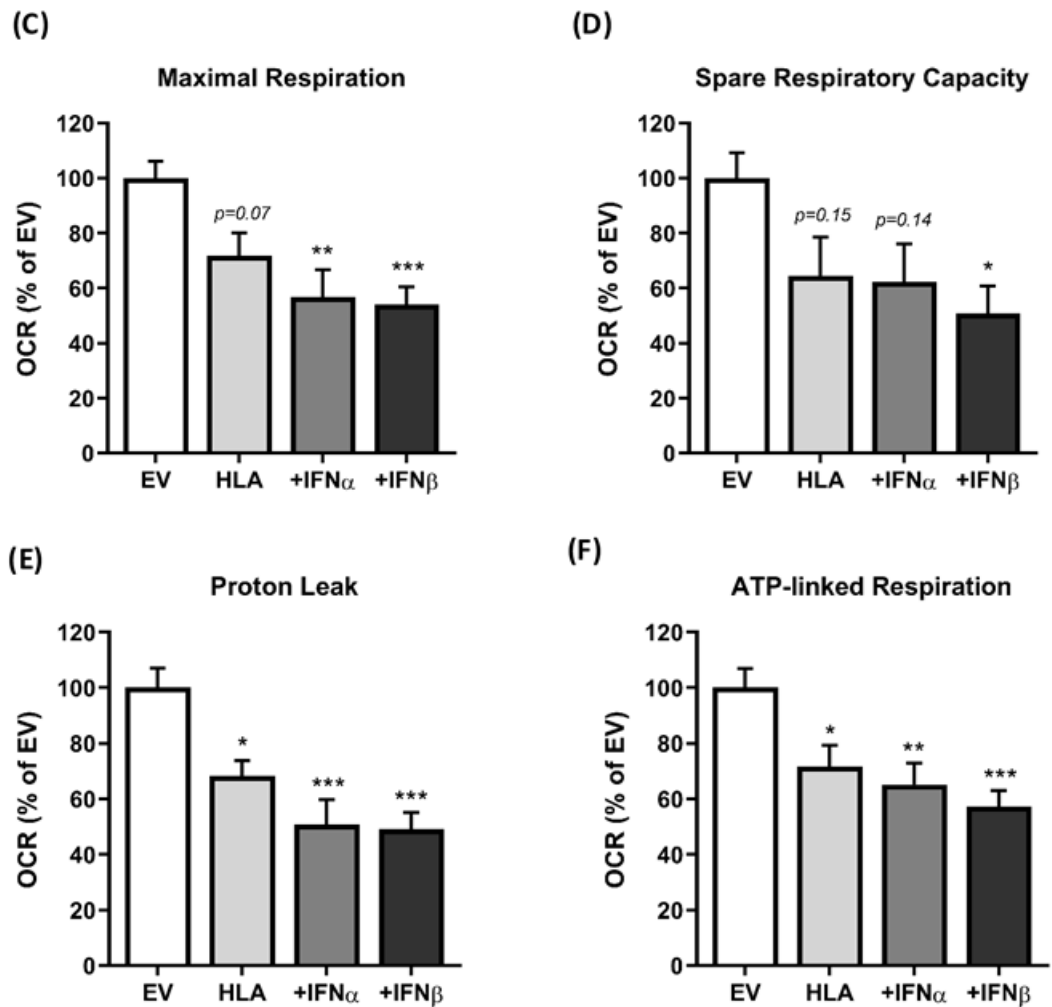 (C)
Maximal Respiration
OCR (% of EV)
120
100
80
60
40
20
0
p=0.07
**
***
EV HLA +IFNα +IFNβ
(D)
Spare Respiratory Capacity
OCR (% of EV)
120
100
80
60
40
20
0
p=0.15
p=0.14
*
EV HLA +IFNα +IFNβ
(E)
Proton Leak
OCR (% of EV)
120
100
80
60
40
20
0
*
***
***
EV HLA +IFNα +IFNβ
(F)
ATP-linked Respiration
OCR (% of EV)
120
100
80
60
40
20
0
*
**
***
EV HLA +IFNα +IFNβ